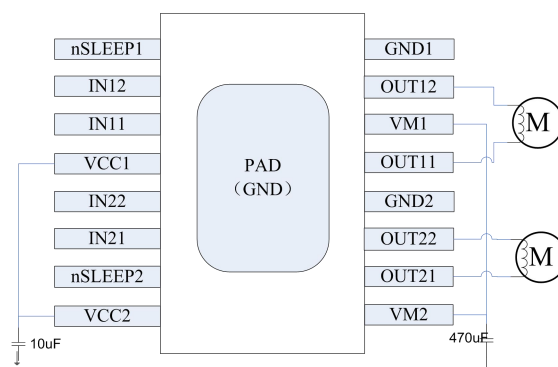 nSLEEP1
IN12
IN11
VCC1
IN22
IN21
nSLEEP2
VCC2
10uF
PAD
（GND）
GND1
OUT12
VM1
OUT11
GND2
OUT22
OUT21
VM2
470uF
M
M